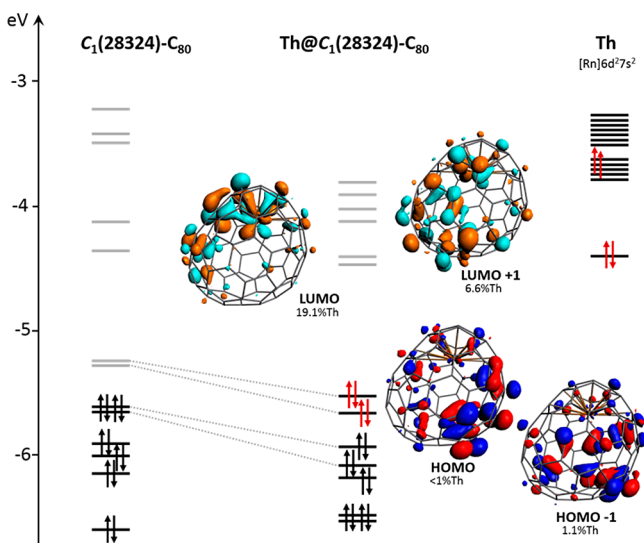 eV
C₁(28324)-C₈₀
Th@C₁(28324)-C₈₀
Th
[Rn]6d²7s²
-3
-4
-5
-6
LUMO
19.1%Th
LUMO +1
6.6%Th
HOMO
<1%Th
HOMO -1
1.1%Th